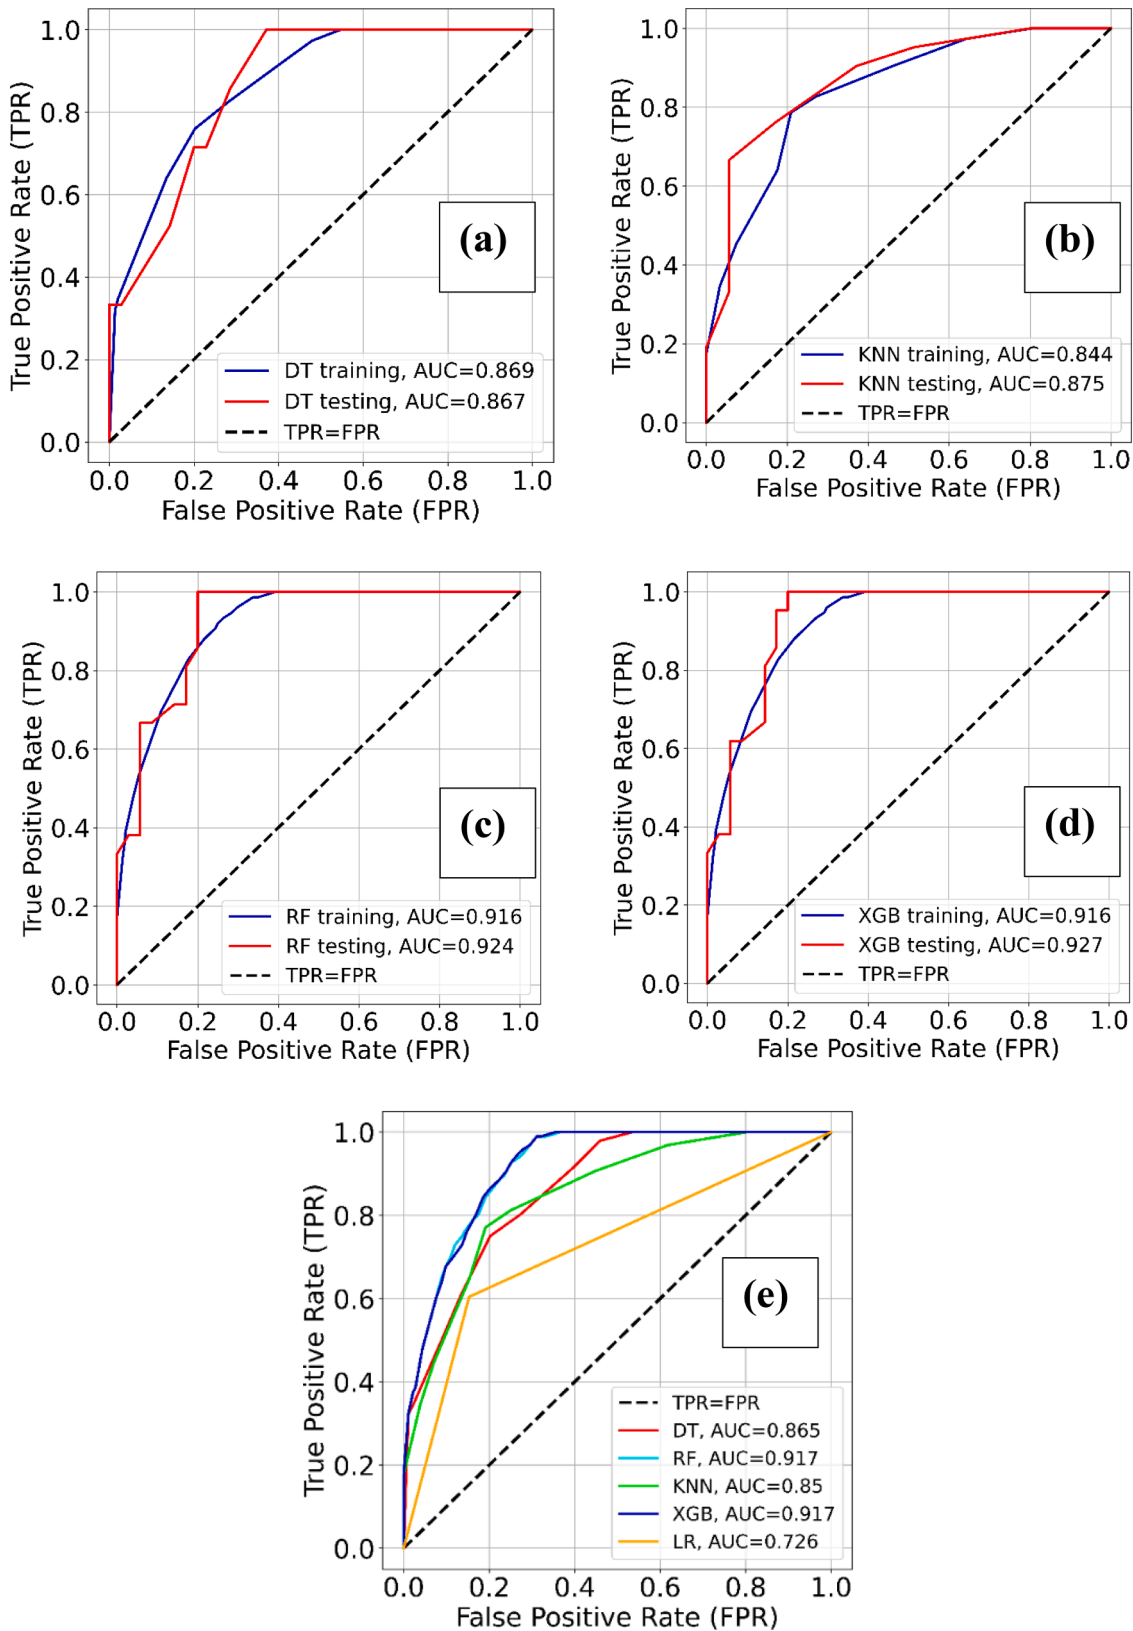 True Positive Rate (TPR)
1.0
0.8
0.6
0.4
0.2
0.0
(a)
DT training, AUC=0.869
DT testing, AUC=0.867
TPR=FPR
0.0 0.2 0.4 0.6 0.8 1.0
False Positive Rate (FPR)
True Positive Rate (TPR)
1.0
0.8
0.6
0.4
0.2
0.0
(b)
KNN training, AUC=0.844
KNN testing, AUC=0.875
TPR=FPR
0.0 0.2 0.4 0.6 0.8 1.0
False Positive Rate (FPR)
True Positive Rate (TPR)
1.0
0.8
0.6
0.4
0.2
0.0
(c)
RF training, AUC=0.916
RF testing, AUC=0.924
TPR=FPR
0.0 0.2 0.4 0.6 0.8 1.0
False Positive Rate (FPR)
True Positive Rate (TPR)
1.0
0.8
0.6
0.4
0.2
0.0
(d)
XGB training, AUC=0.916
XGB testing, AUC=0.927
TPR=FPR
0.0 0.2 0.4 0.6 0.8 1.0
False Positive Rate (FPR)
True Positive Rate (TPR)
1.0
0.8
0.6
0.4
0.2
0.0
(e)
TPR=FPR
DT, AUC=0.865
RF, AUC=0.917
KNN, AUC=0.85
XGB, AUC=0.917
LR, AUC=0.726
0.0 0.2 0.4 0.6 0.8 1.0
False Positive Rate (FPR)